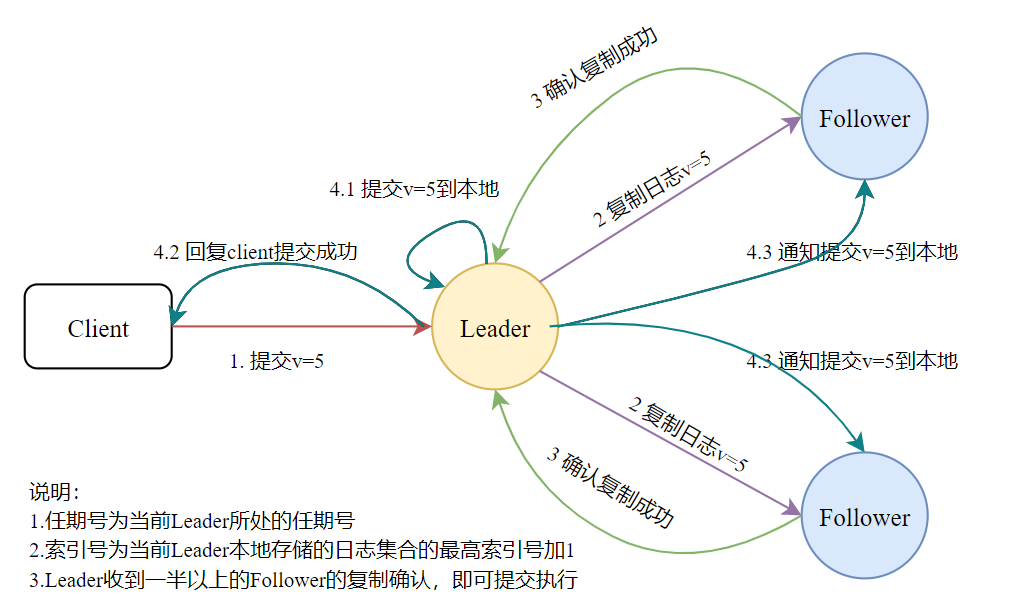 3 确认复制成功
Follower
2 复制日志v=5
4.1 提交v=5到本地
4.2 回复client提交成功
4.3 通知提交v=5到本地
Client
Leader
1. 提交v=5
4.3 通知提交v=5到本地
2 复制日志v=5
3 确认复制成功
Follower
说明：
1.任期号为当前Leader所处的任期号
2.索引号为当前Leader本地存储的日志集合的最高索引号加1
3.Leader收到一半以上的Follower的复制确认，即可提交执行